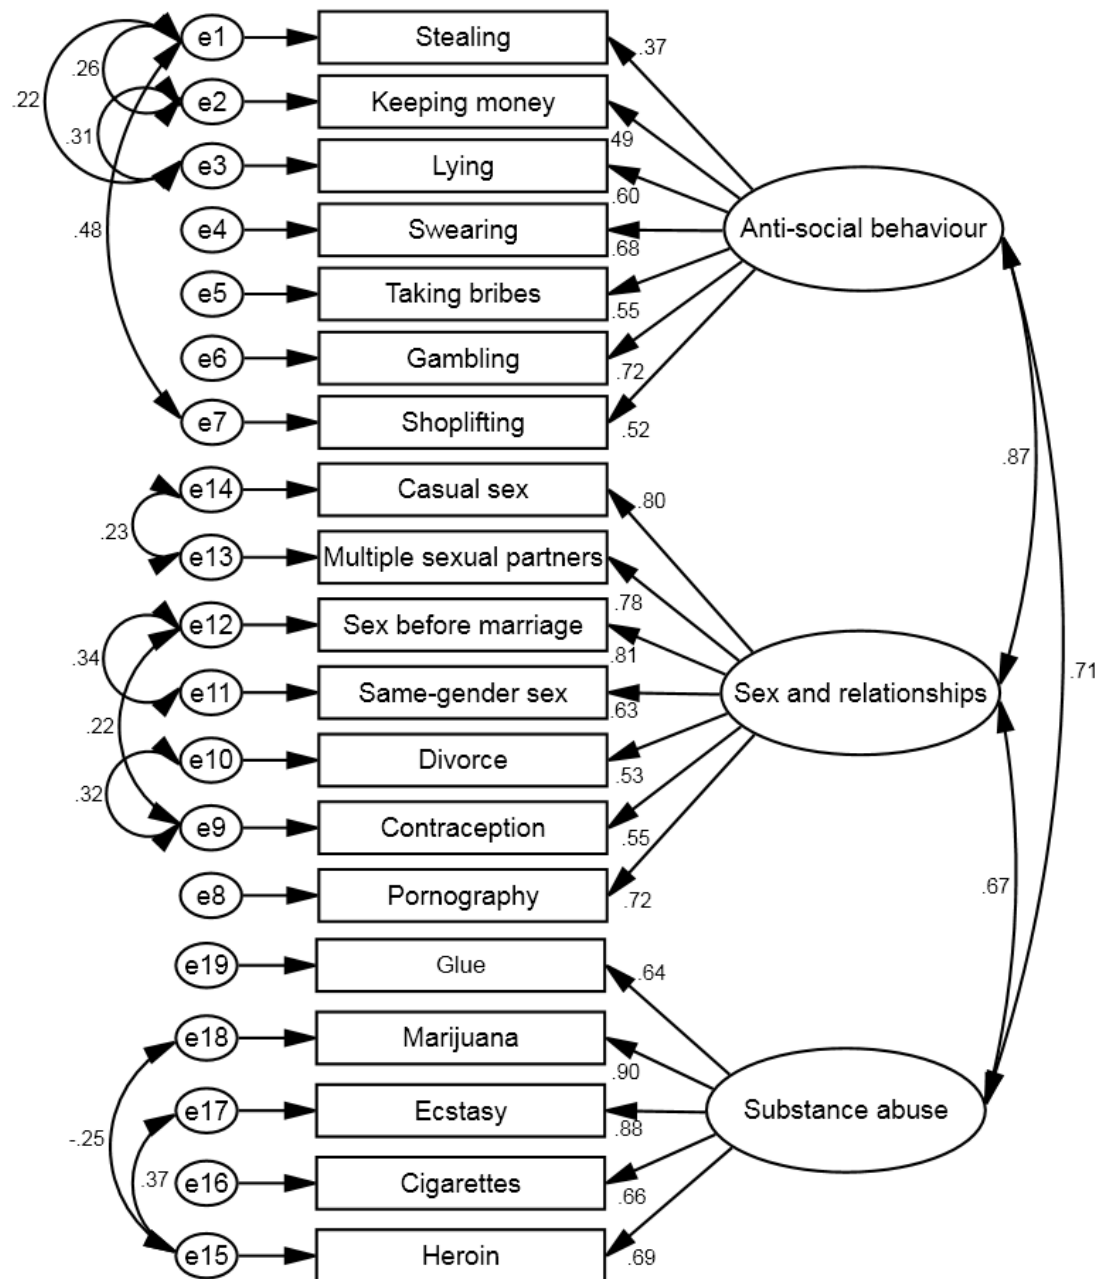 e1 Stealing .37
.26
.22 e2 Keeping money .49
.31
e3 Lying .60
e4 Swearing .68
.48
Anti-social behaviour
e5 Taking bribes .55
e6 Gambling .72
e7 Shoplifting .52
.87
e14 Casual sex .80
.23
e13 Multiple sexual partners .78
e12 Sex before marriage .81
.34
e11 Same-gender sex .63
Sex and relationships
.71
.22
e10 Divorce .53
.32
e9 Contraception .55
e8 Pornography .72
.67
e19 Glue .64
e18 Marijuana .90
e17 Ecstasy .88
Substance abuse
-.25
.37
e16 Cigarettes .66
e15 Heroin .69